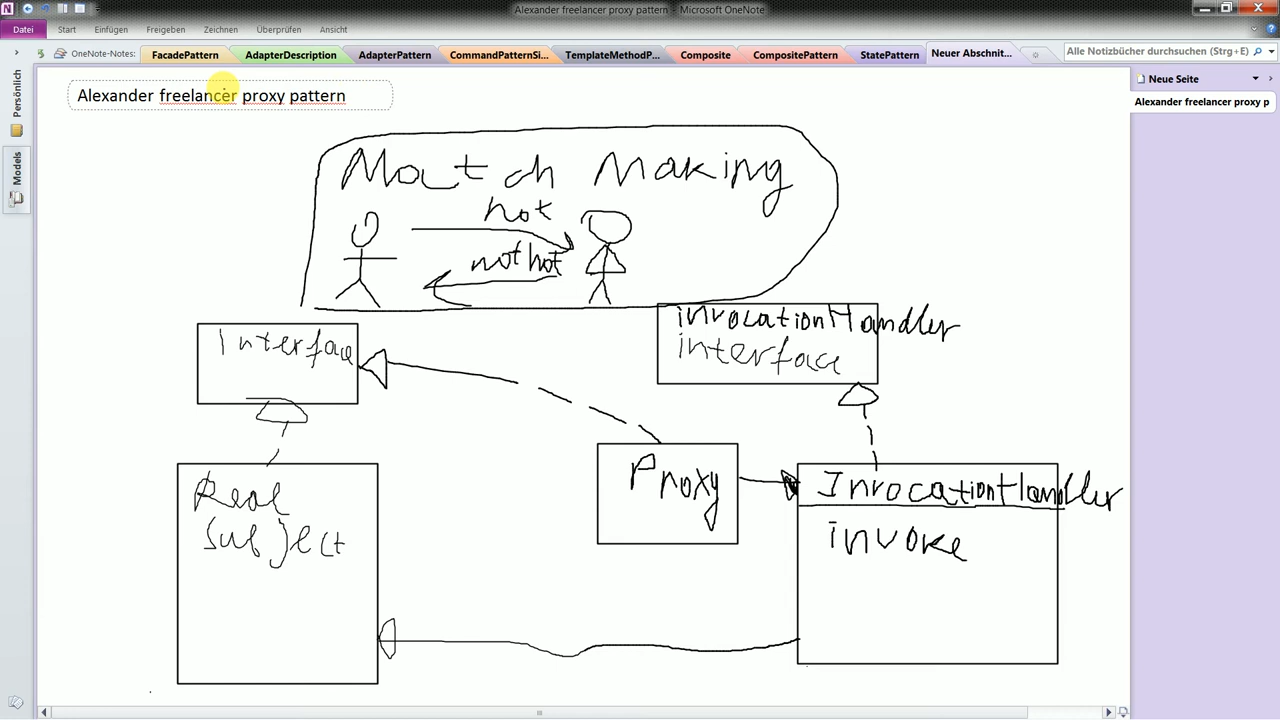 Alexander freelancer proxy pattern - Microsoft OneNote
Datei Start Einfügen Freigeben Zeichnen Überprüfen Ansicht
OneNote-Notes: FacadePattern AdapterDescription AdapterPattern CommandPatternSi... TemplateMethodP... Composite CompositePattern StatePattern Neuer Abschnit... Alle Notizbücher durchsuchen (Strg+E)
Persönlich
Models
Neue Seite
Alexander freelancer proxy p
Alexander freelancer proxy pattern
Match Making
hot
not hot
Interface
invocationHandler
interface
Real
Subject
Proxy
InvocationHandler
invoke